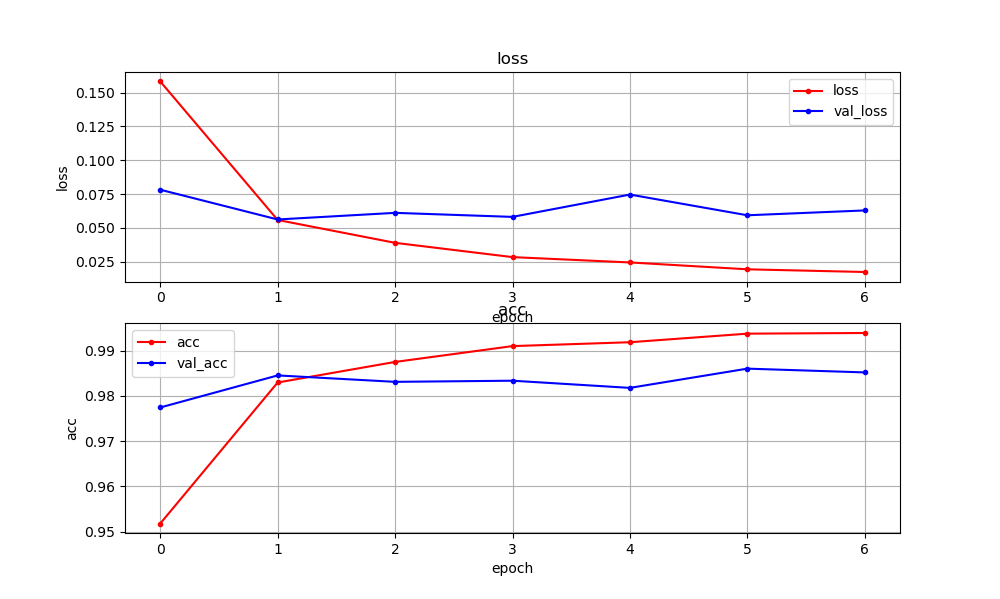 loss
0.150
0.125
0.100
0.075
0.050
0.025
loss
loss
val_loss
0 1 2 3 4 5 6
epoch
acc
0.99
0.98
0.97
0.96
0.95
acc
acc
val_acc
0 1 2 3 4 5 6
epoch